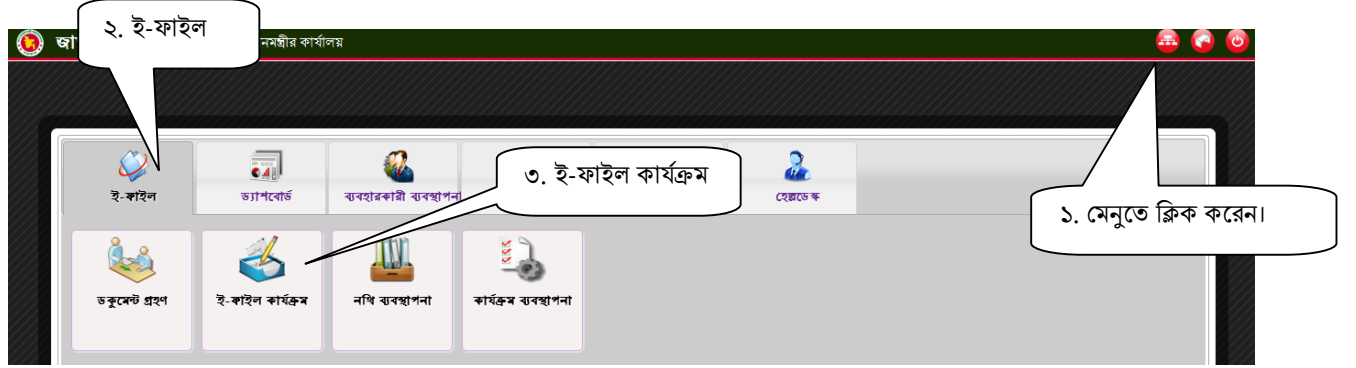 ২. ই-ফাইল
জা
নমন্ত্রীর কার্যালয়
ই-ফাইল
ড্যাশবোর্ড
ব্যবহারকারী ব্যবস্থাপনা
৩. ই-ফাইল কার্যক্রম
হেল্পডেস্ক
১. মেনুতে ক্লিক করেন।
ডকুমেন্ট গ্রহণ
ই-ফাইল কার্যক্রম
নথি ব্যবস্থাপনা
কার্যক্রম ব্যবস্থাপনা